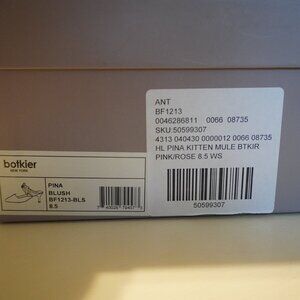 ANT
BF1213
0046286811 0066 08735
SKU:50599307
4313 040430 0000012 0066 08735
HL PINA KITTEN MULE BTKIR
PINK/ROSE 8.5 WS
50599307
botkier
NEW YORK
PINA
BLUSH
BF1213-BLS
8.5